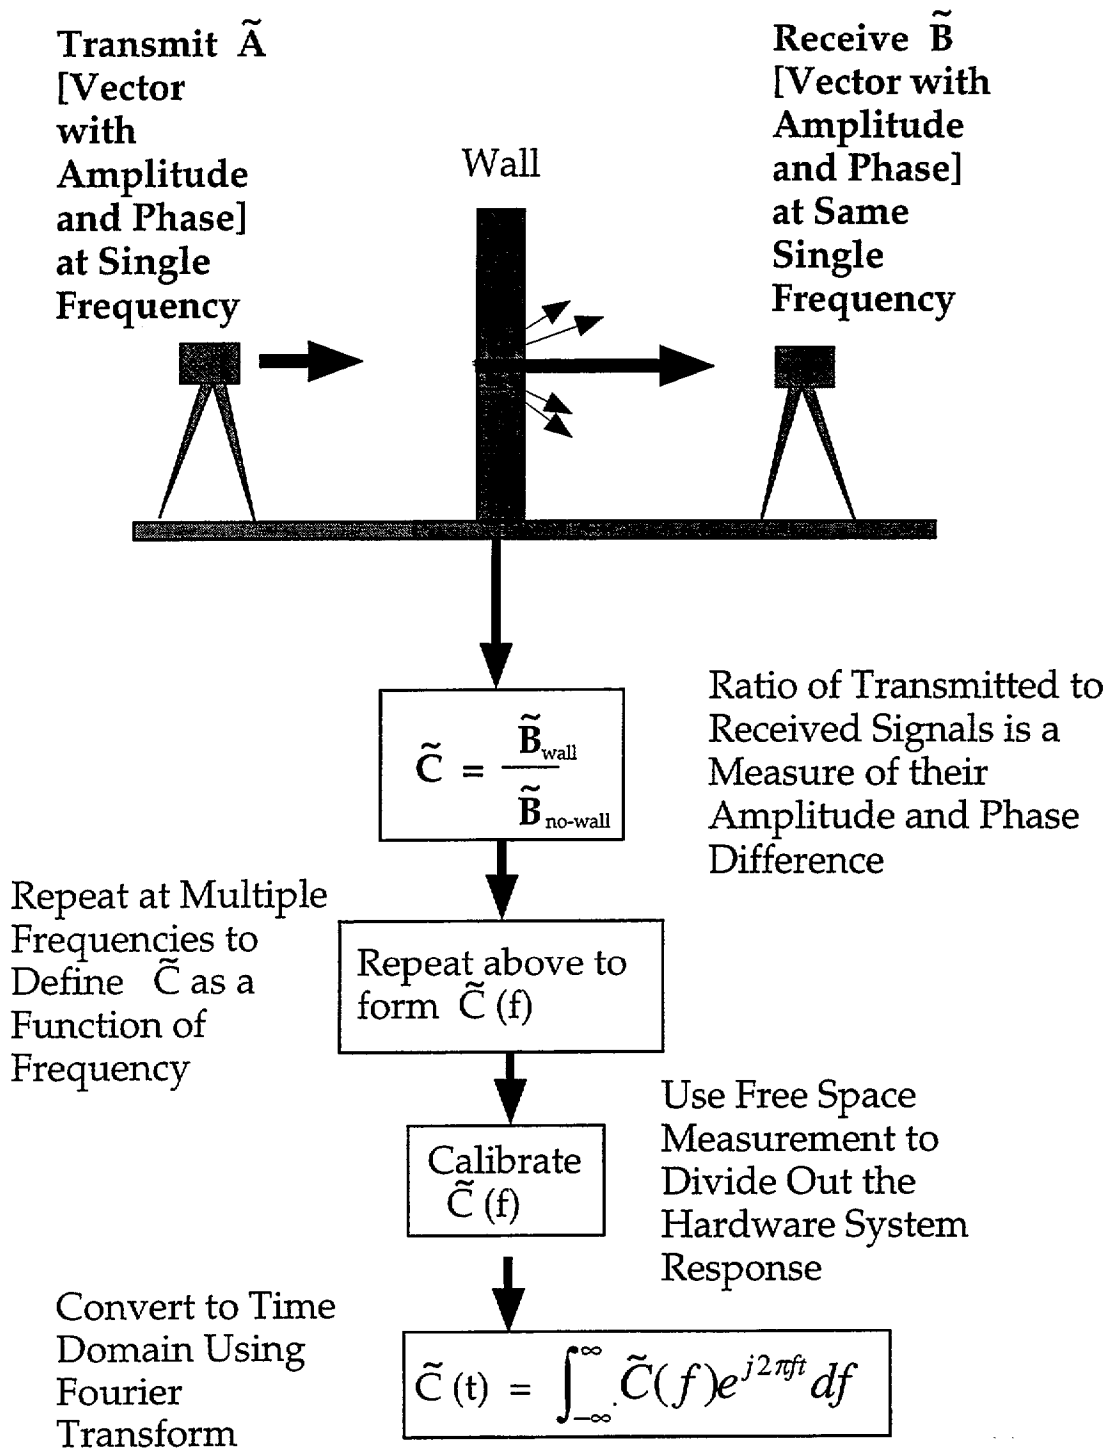 Transmit Ã
[Vector
with
Amplitude
and Phase]
at Single
Frequency
Receive B̃
[Vector with
Amplitude
and Phase]
at Same
Single
Frequency
Wall
C̃ = B̃wall / B̃no-wall
Ratio of Transmitted to
Received Signals is a
Measure of their
Amplitude and Phase
Difference
Repeat at Multiple
Frequencies to
Define C̃ as a
Function of
Frequency
Repeat above to
form C̃ (f)
Calibrate
C̃ (f)
Use Free Space
Measurement to
Divide Out the
Hardware System
Response
Convert to Time
Domain Using
Fourier
Transform
C̃ (t) = ∫_{-∞}^{∞} C̃(f)e^{j2πft} df